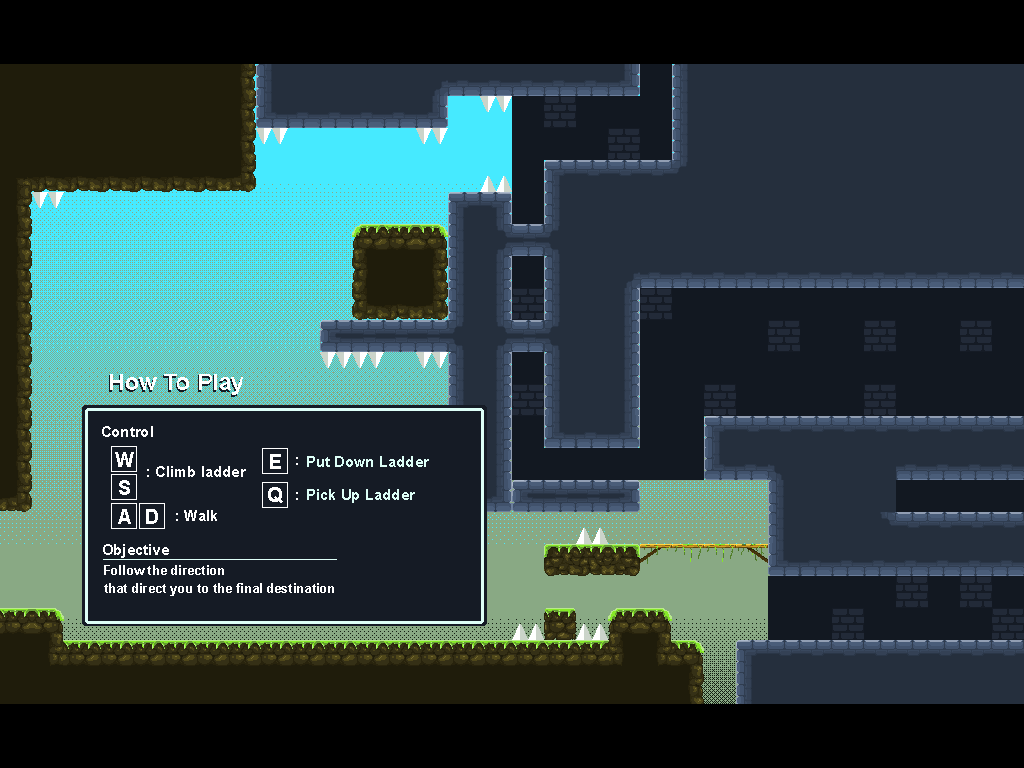 How To Play
Control
W
S
: Climb ladder
A D : Walk
E : Put Down Ladder
Q : Pick Up Ladder
Objective
Follow the direction
that direct you to the final destination